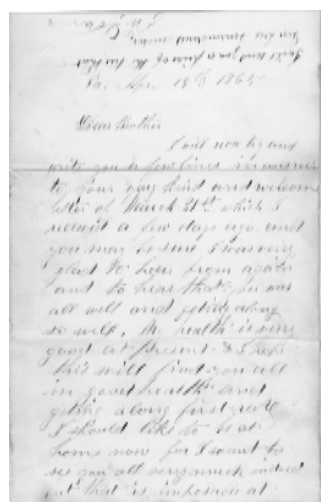 Va. Apr. 19th 1865
Dear Brother
I will now try and
write you a few lines in answer
to your very kind and welcome
letter of March 21st which I
received a few days ago and
you may be sure I was very
glad to hear from again
and to hear that you was
all well and getting along
so well, health is very
good at present & I hope
this will find you all
in good health and
getting along first rate
I should like to be at
home now for I want to
see you all very much indeed
but that is imposible at